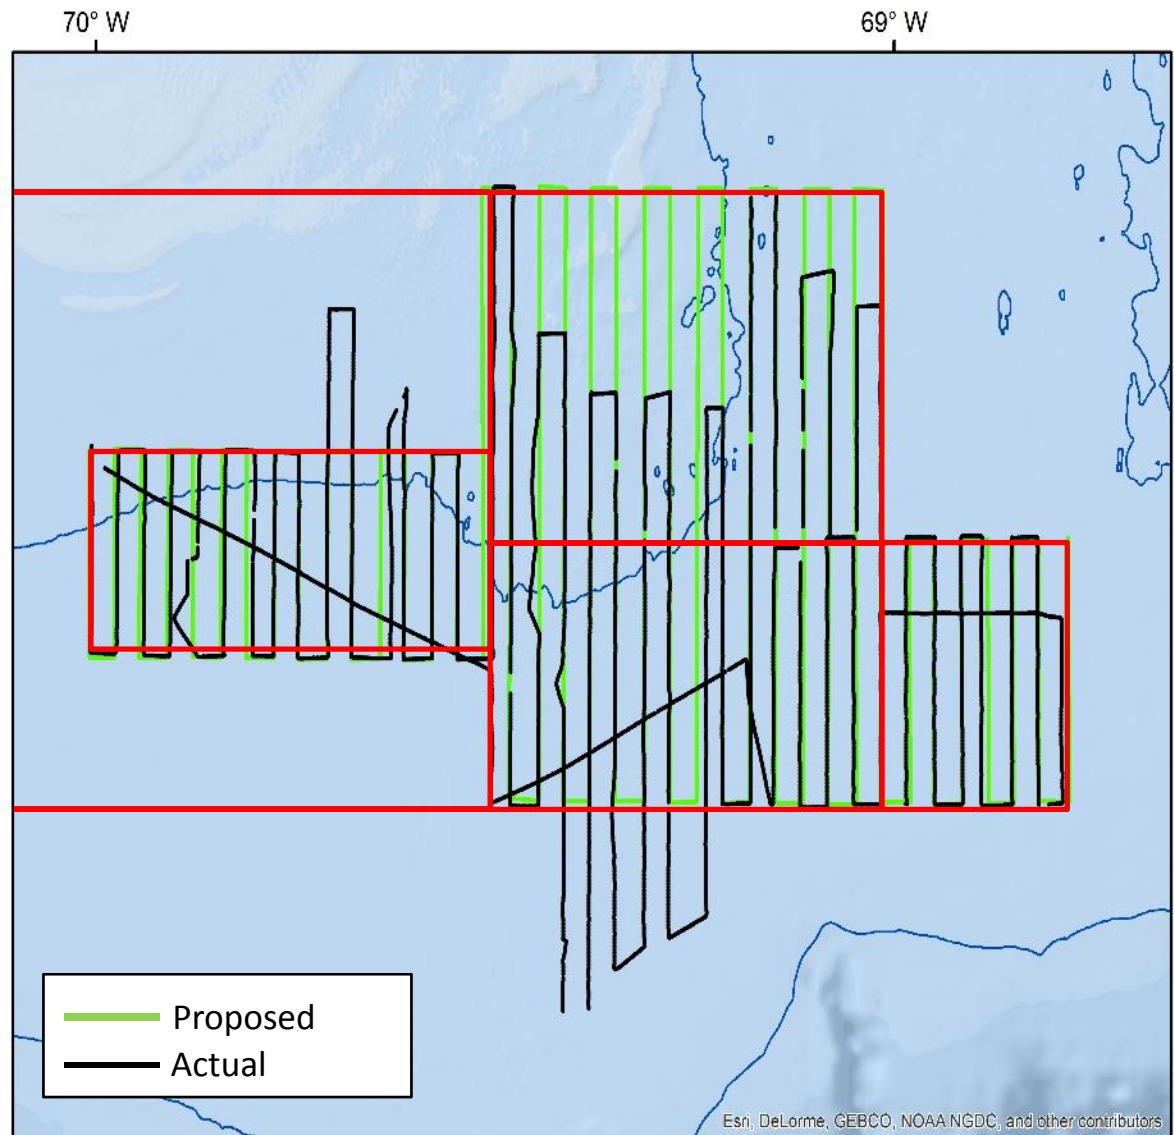 70° W
69° W
Proposed
Actual
Esri, DeLorme, GEBCO, NOAA NGDC, and other contributors